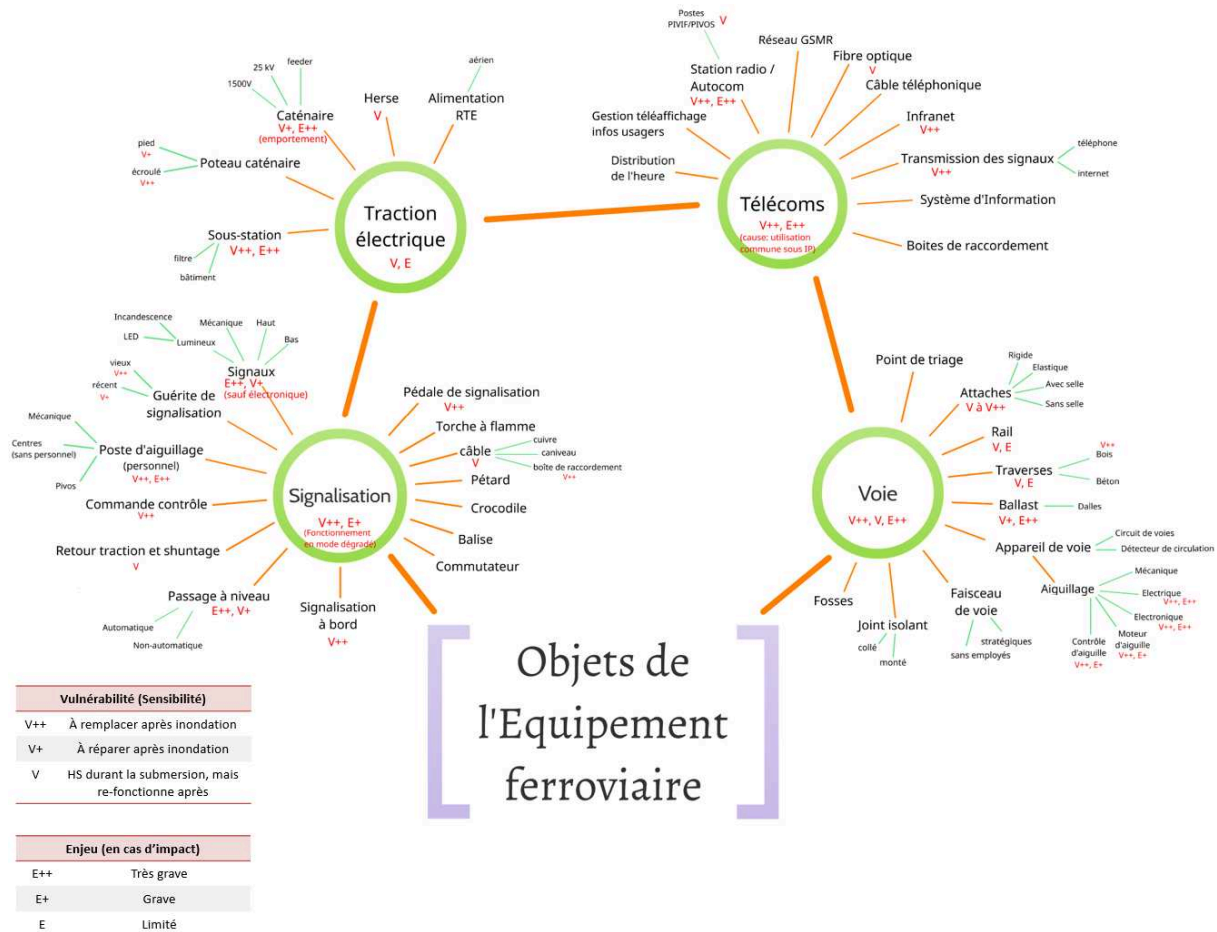 Postes
PIVIF/PIVOS V
Réseau GSMR
Fibre optique
V
Station radio /
Autocom
V++, E++
Câble téléphonique
Gestion téléaffichage
infos usagers
Infranet
V++
Distribution
de l'heure
Transmission des signaux
V++
téléphone
internet
Système d'Information
Boites de raccordement
Télécoms
V++, E++
(cause: utilisation
commune sous IP)
feeder
25 kV
1500V
Caténaire
V+, E++
(emportement)
Herse
V
aérien
Alimentation
RTE
pied
V+
écroulé
V++
Poteau caténaire
Sous-station
V++, E++
filtre
bâtiment
Traction
électrique
V, E
Incandescence
LED
Lumineux
Mécanique
Haut
Bas
Signaux
E++, V+
(sauf électronique)
vieux
V++
récent
V+
Guérite de
signalisation
Mécanique
Centres
(sans personnel)
Pivos
Poste d'aiguillage
(personnel)
V++, E++
Commande contrôle
V++
Retour traction et shuntage
V
Passage à niveau
E++, V+
Automatique
Non-automatique
Signalisation
à bord
V++
Pédale de signalisation
V++
Torche à flamme
câble
V
cuivre
caniveau
boîte de raccordement
V++
Pétard
Crocodile
Balise
Commutateur
Signalisation
V++, E+
(Fonctionnement
en mode dégradé)
Point de triage
Attaches
V à V++
Rigide
Elastique
Avec selle
Sans selle
Rail
V, E
Traverses
V, E
V++
Bois
Béton
Ballast
V+, E++
Dalles
Appareil de voie
Circuit de voies
Détecteur de circulation
Aiguillage
Mécanique
Electrique
V++, E++
Electronique
V++, E++
Moteur
d'aiguille
V++, E+
Contrôle
d'aiguille
V++, E+
Faisceau
de voie
stratégiques
sans employés
Joint isolant
collé
monté
Fosses
Voie
V++, V, E++
Objets de
l'Equipement
ferroviaire
Vulnérabilité (Sensibilité)
V++ À remplacer après inondation
V+ À réparer après inondation
V HS durant la submersion, mais
re-fonctionne après
Enjeu (en cas d'impact)
E++ Très grave
E+ Grave
E Limité